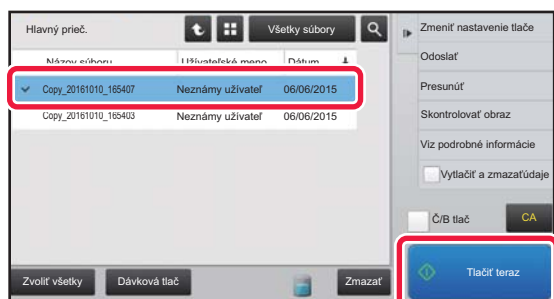 Hlavný prieč.
Všetky súbory
Názov súboru Užívateľské meno Dátum
Copy_20161010_165407 Neznámy užívateľ 06/06/2015
Copy_20161010_165403 Neznámy užívateľ 06/06/2015
Zvoliť všetky
Dávková tlač
Zmazať
Zmeniť nastavenie tlače
Odoslať
Presunúť
Skontrolovať obraz
Viz podrobné informácie
Vytlačiť a zmazaťúdaje
Č/B tlač
CA
Tlačiť teraz